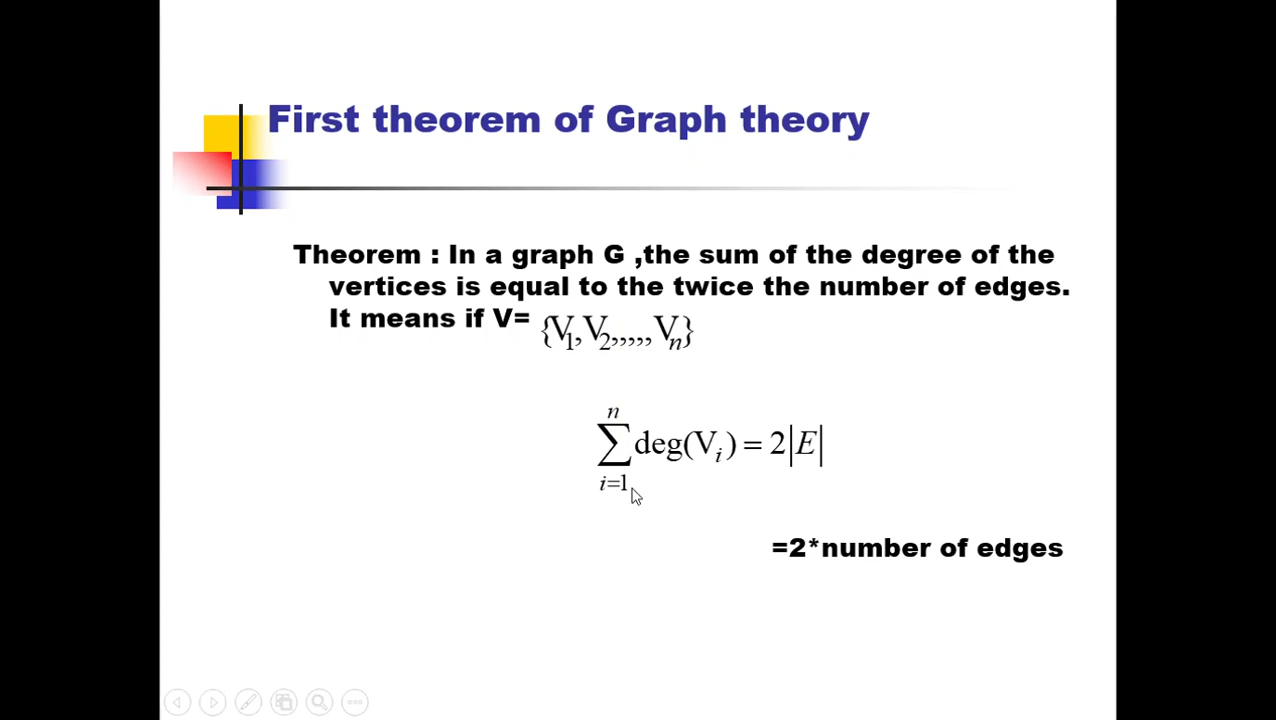 First theorem of Graph theory
Theorem : In a graph G ,the sum of the degree of the
vertices is equal to the twice the number of edges.
It means if V= {V₁,V₂,,,,,Vₙ}
n
∑deg(Vᵢ) = 2|E|
i=1
=2*number of edges